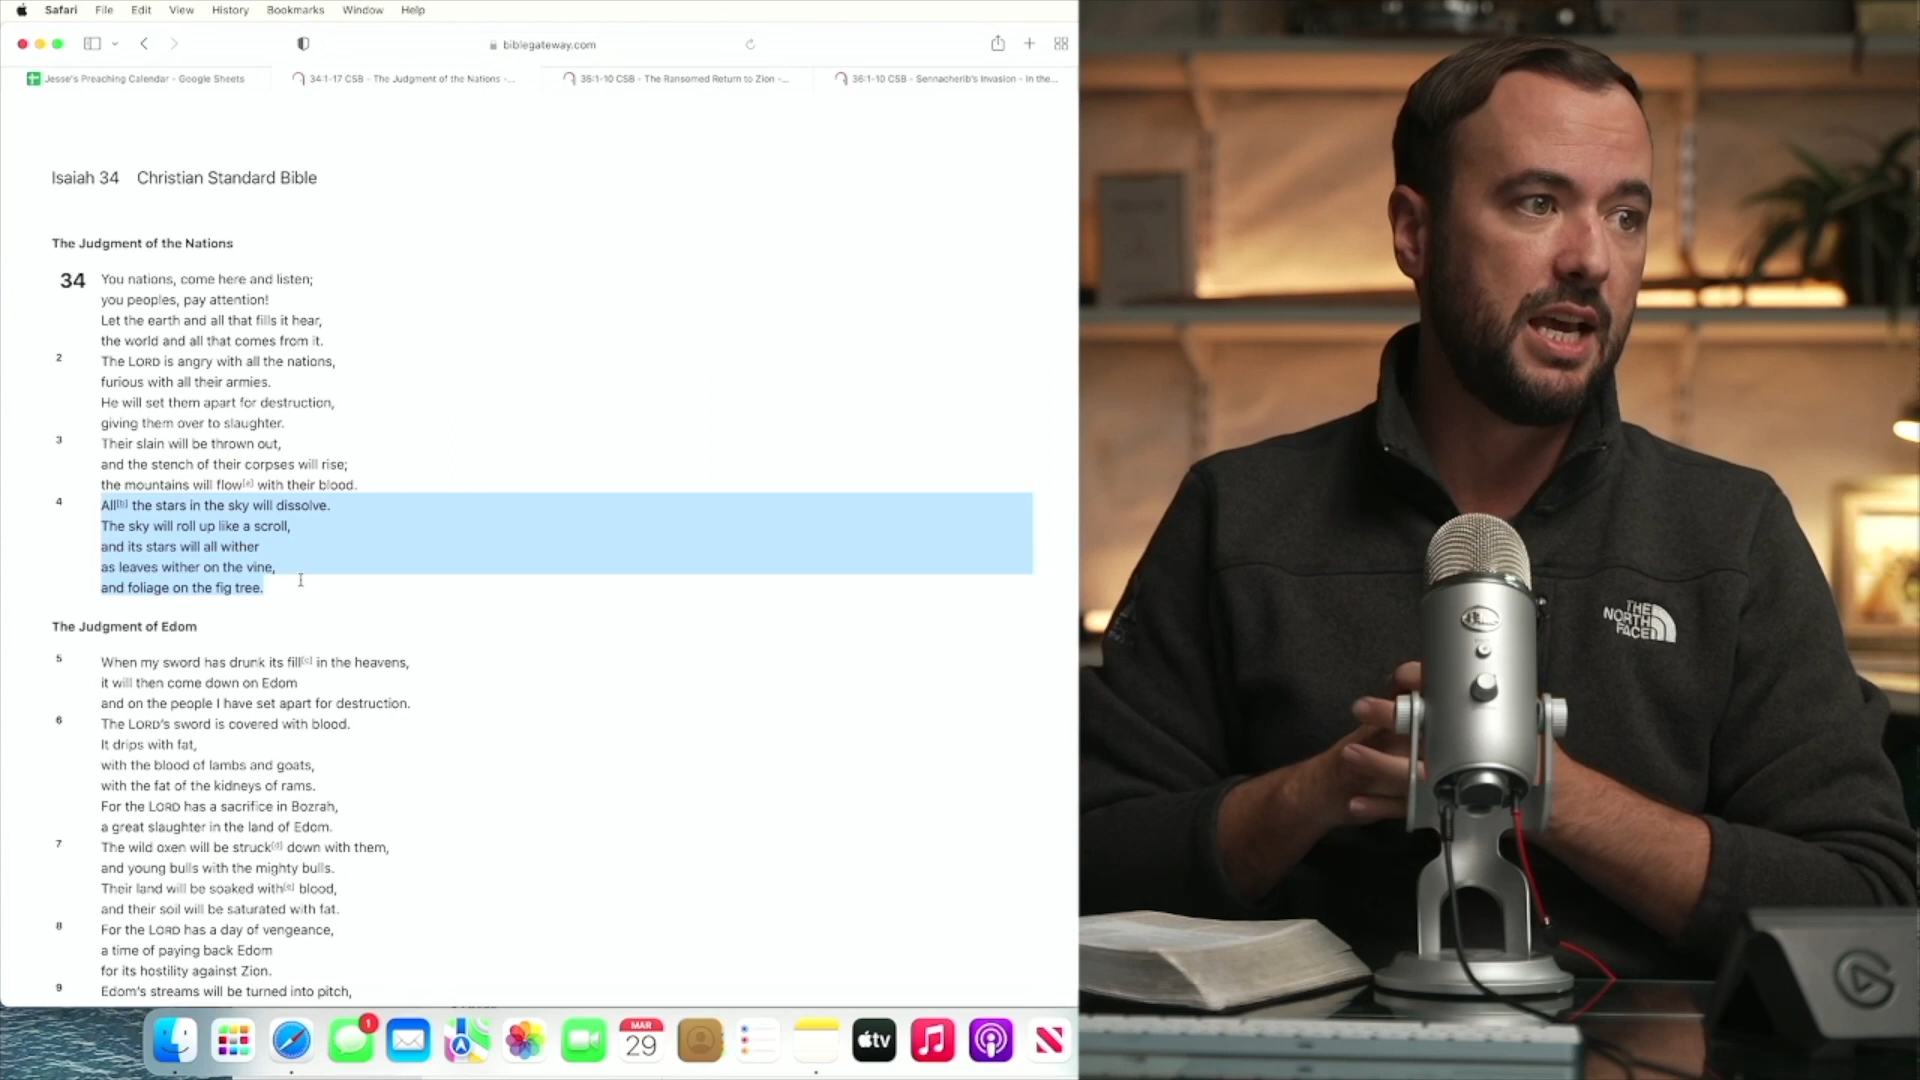 Safari File Edit View History Bookmarks Window Help
biblegateway.com
Jesse's Preaching Calendar - Google Sheets
34:1-17 CSB - The Judgment of the Nations -...
35:1-10 CSB - The Ransomed Return to Zion -...
36:1-10 CSB - Sennacherib's Invasion - In the...
Isaiah 34 Christian Standard Bible
The Judgment of the Nations
34 You nations, come here and listen;
you peoples, pay attention!
Let the earth and all that fills it hear,
the world and all that comes from it.
2 The LORD is angry with all the nations,
furious with all their armies.
He will set them apart for destruction,
giving them over to slaughter.
3 Their slain will be thrown out,
and the stench of their corpses will rise;
the mountains will flow[a] with their blood.
4 All[b] the stars in the sky will dissolve.
The sky will roll up like a scroll,
and its stars will all wither
as leaves wither on the vine,
and foliage on the fig tree.
The Judgment of Edom
5 When my sword has drunk its fill[c] in the heavens,
it will then come down on Edom
and on the people I have set apart for destruction.
6 The LORD's sword is covered with blood.
It drips with fat,
with the blood of lambs and goats,
with the fat of the kidneys of rams.
For the LORD has a sacrifice in Bozrah,
a great slaughter in the land of Edom.
7 The wild oxen will be struck[d] down with them,
and young bulls with the mighty bulls.
Their land will be soaked with[e] blood,
and their soil will be saturated with fat.
8 For the LORD has a day of vengeance,
a time of paying back Edom
for its hostility against Zion.
9 Edom's streams will be turned into pitch,
1
MAR
29
tv
THE
NORTH
FACE